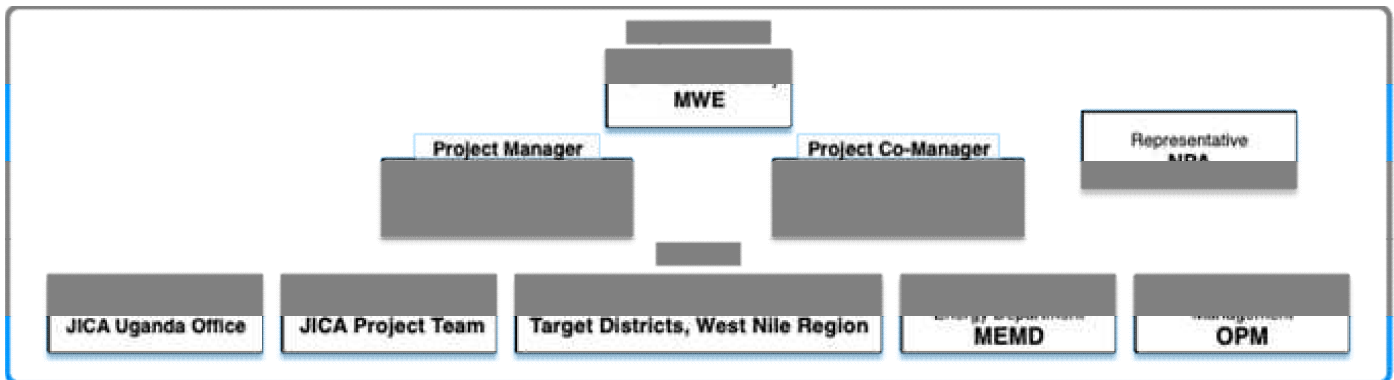 MWE
Project Manager
Project Co-Manager
Representative
JICA Uganda Office
JICA Project Team
Target Districts, West Nile Region
MEMD
OPM